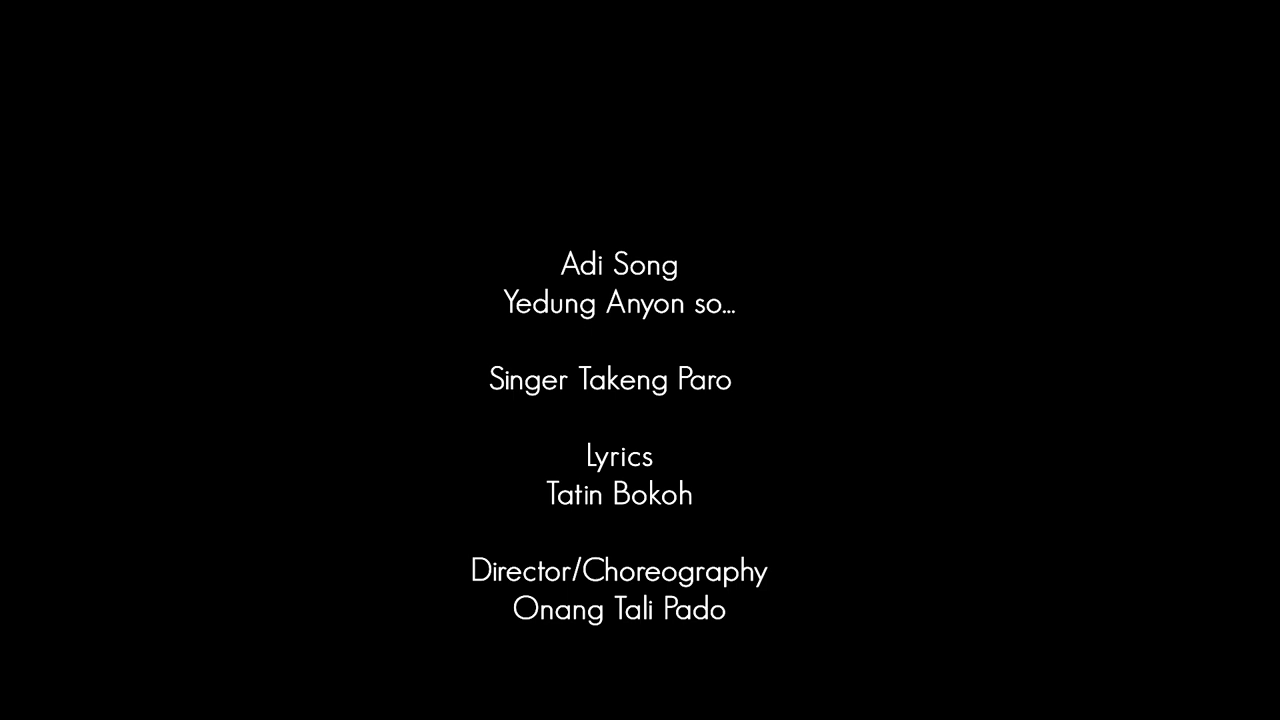 Adi Song
Yedung Anyon so...
Singer Takeng Paro
Lyrics
Tatin Bokoh
Director/Choreography
Onang Tali Pado